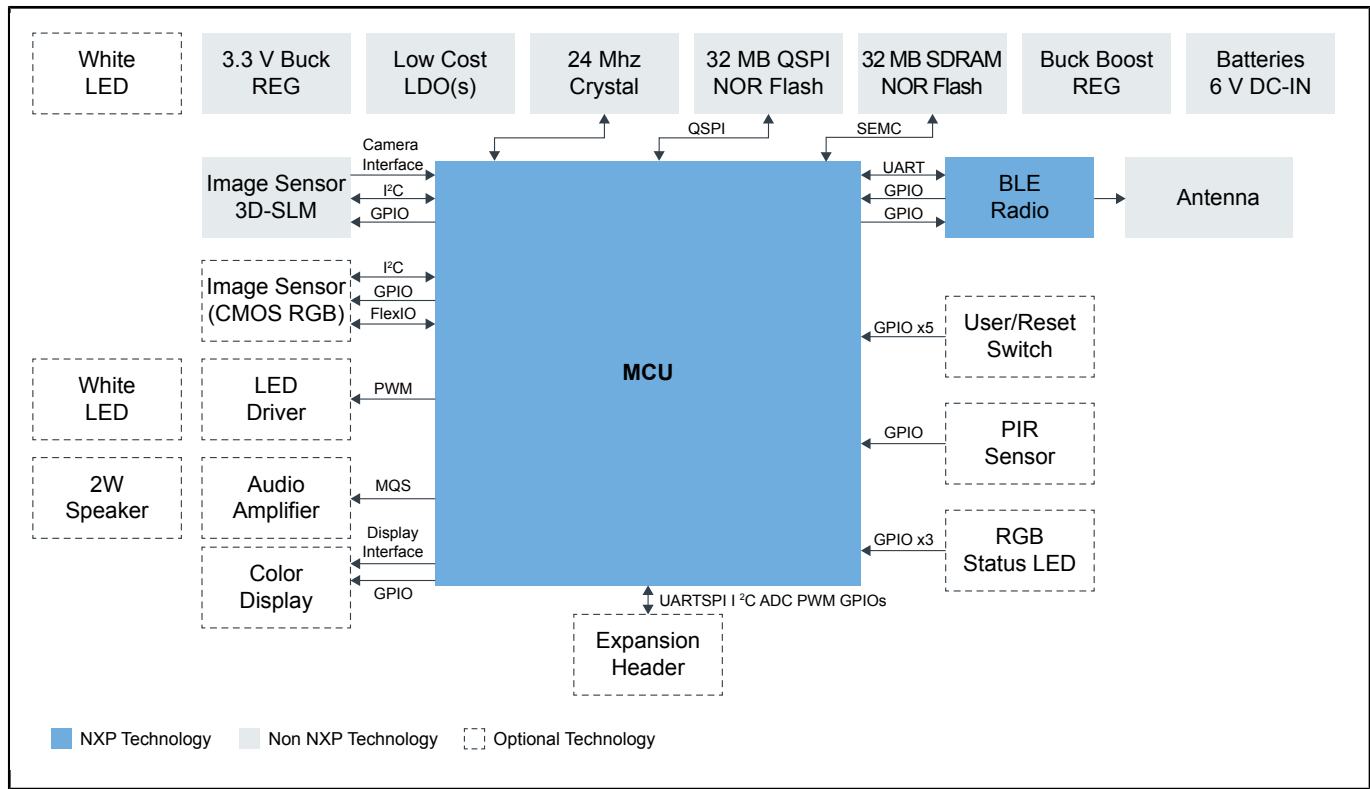 White
LED
3.3 V Buck
REG
Low Cost
LDO(s)
24 Mhz
Crystal
32 MB QSPI
NOR Flash
32 MB SDRAM
NOR Flash
Buck Boost
REG
Batteries
6 V DC-IN
QSPI
SEMC
Camera
Interface
Image Sensor
3D-SLM
I²C
GPIO
UART
GPIO
GPIO
BLE
Radio
Antenna
Image Sensor
(CMOS RGB)
I²C
GPIO
FlexIO
MCU
GPIO x5
User/Reset
Switch
White
LED
LED
Driver
PWM
GPIO
PIR
Sensor
2W
Speaker
Audio
Amplifier
MQS
GPIO x3
RGB
Status LED
Color
Display
Display
Interface
GPIO
UARTSPI I ²C ADC PWM GPIOs
Expansion
Header
NXP Technology
Non NXP Technology
Optional Technology